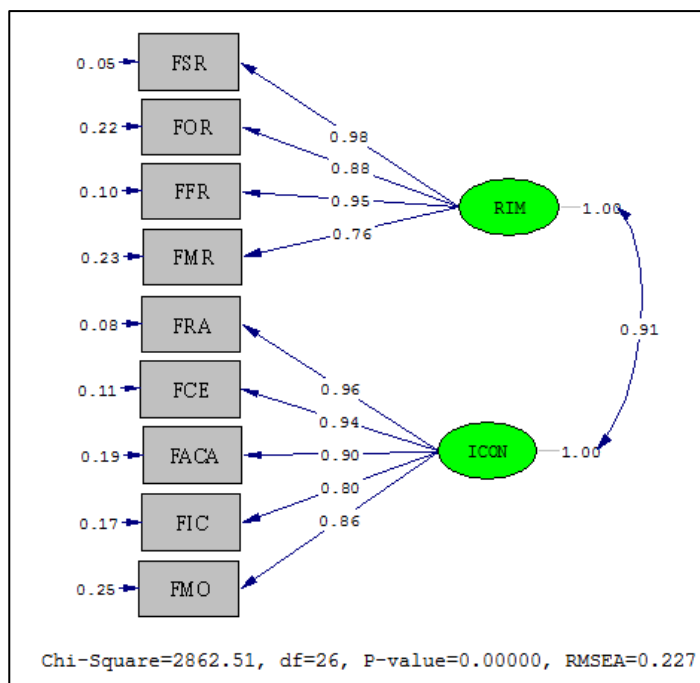 0.05 FSR
0.98
0.22 FOR
0.88
0.10 FFR
0.95
RIM 1.00
0.76
0.23 FMR
0.08 FRA
0.91
0.96
0.11 FCE
0.94
0.19 FACA
0.90
ICON 1.00
0.80
0.17 FIC
0.86
0.25 FMO
Chi-Square=2862.51, df=26, P-value=0.00000, RMSEA=0.227